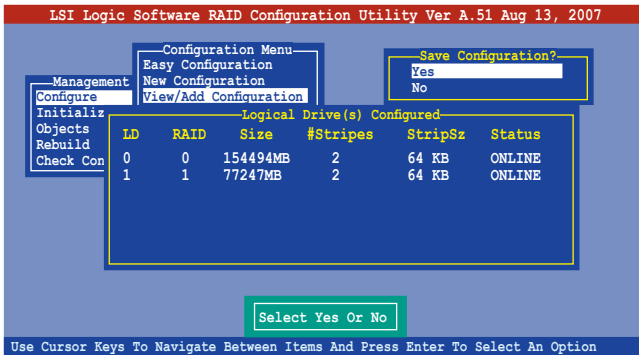 LSI Logic Software RAID Configuration Utility Ver A.51 Aug 13, 2007
Configuration Menu
Easy Configuration
New Configuration
View/Add Configuration
Save Configuration?
Yes
No
Management
Configure
Initializ
Objects
Rebuild
Check Con
Logical Drive(s) Configured
LD RAID Size #Stripes StripSz Status
0 0 154494MB 2 64 KB ONLINE
1 1 77247MB 2 64 KB ONLINE
Select Yes Or No
Use Cursor Keys To Navigate Between Items And Press Enter To Select An Option